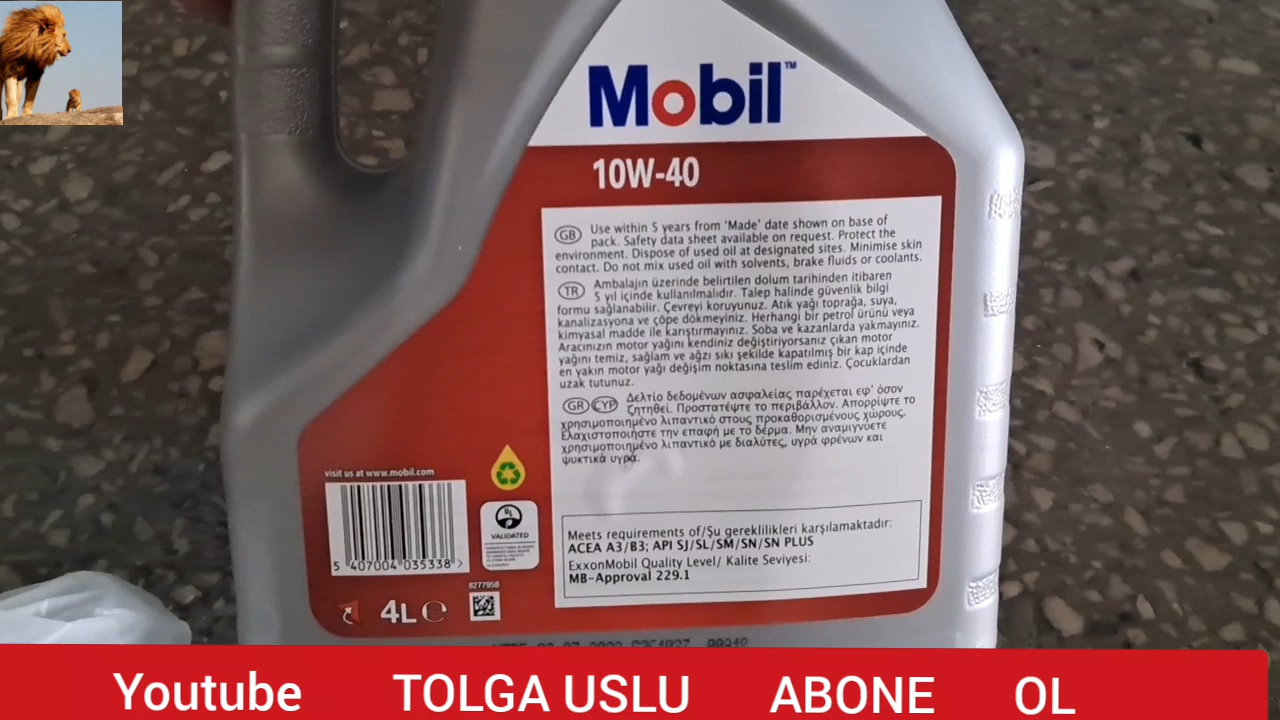 Mobil™
10W-40
GB Use within 5 years from 'Made' date shown on base of
pack. Safety data sheet available on request. Protect the
environment. Dispose of used oil at designated sites. Minimise skin
contact. Do not mix used oil with solvents, brake fluids or coolants.
TR Ambalajın üzerinde belirtilen dolum tarihinden itibaren
5 yıl içinde kullanılmalıdır. Talep halinde güvenlik bilgi
formu sağlanabilir. Çevreyi koruyunuz. Atık yağı toprağa, suya,
kanalizasyona ve çöpe dökmeyiniz. Herhangi bir petrol ürünü veya
kimyasal madde ile karıştırmayınız. Soba ve kazanlarda yakmayınız.
Aracınızın motor yağını kendiniz değiştiriyorsanız çıkan motor
yağını temiz, sağlam ve ağzı sıkı şekilde kapatılmış bir kap içinde
en yakın motor yağı değişim noktasına teslim ediniz. Çocuklardan
uzak tutunuz.
GR CYP Δελτίο δεδομένων ασφαλείας παρέχεται εφ' όσον
ζητηθεί. Προστατέψτε το περιβάλλον. Απορρίψτε το
χρησιμοποιημένο λιπαντικό στους προκαθορισμένους χώρους.
Ελαχιστοποιήστε την επαφή με το δέρμα. Μην αναμιγνύετε
χρησιμοποιημένο λιπαντικό με διαλύτες, υγρά φρένων και
ψυκτικά υγρά.
visit us at www.mobil.com
5 407004 035338 >
UL
VALIDATED
8277958
4L e
Meets requirements of/Şu gereklilikleri karşılamaktadır:
ACEA A3/B3; API SJ/SL/SM/SN/SN PLUS
ExxonMobil Quality Level/ Kalite Seviyesi:
MB-Approval 229.1
Youtube TOLGA USLU ABONE OL